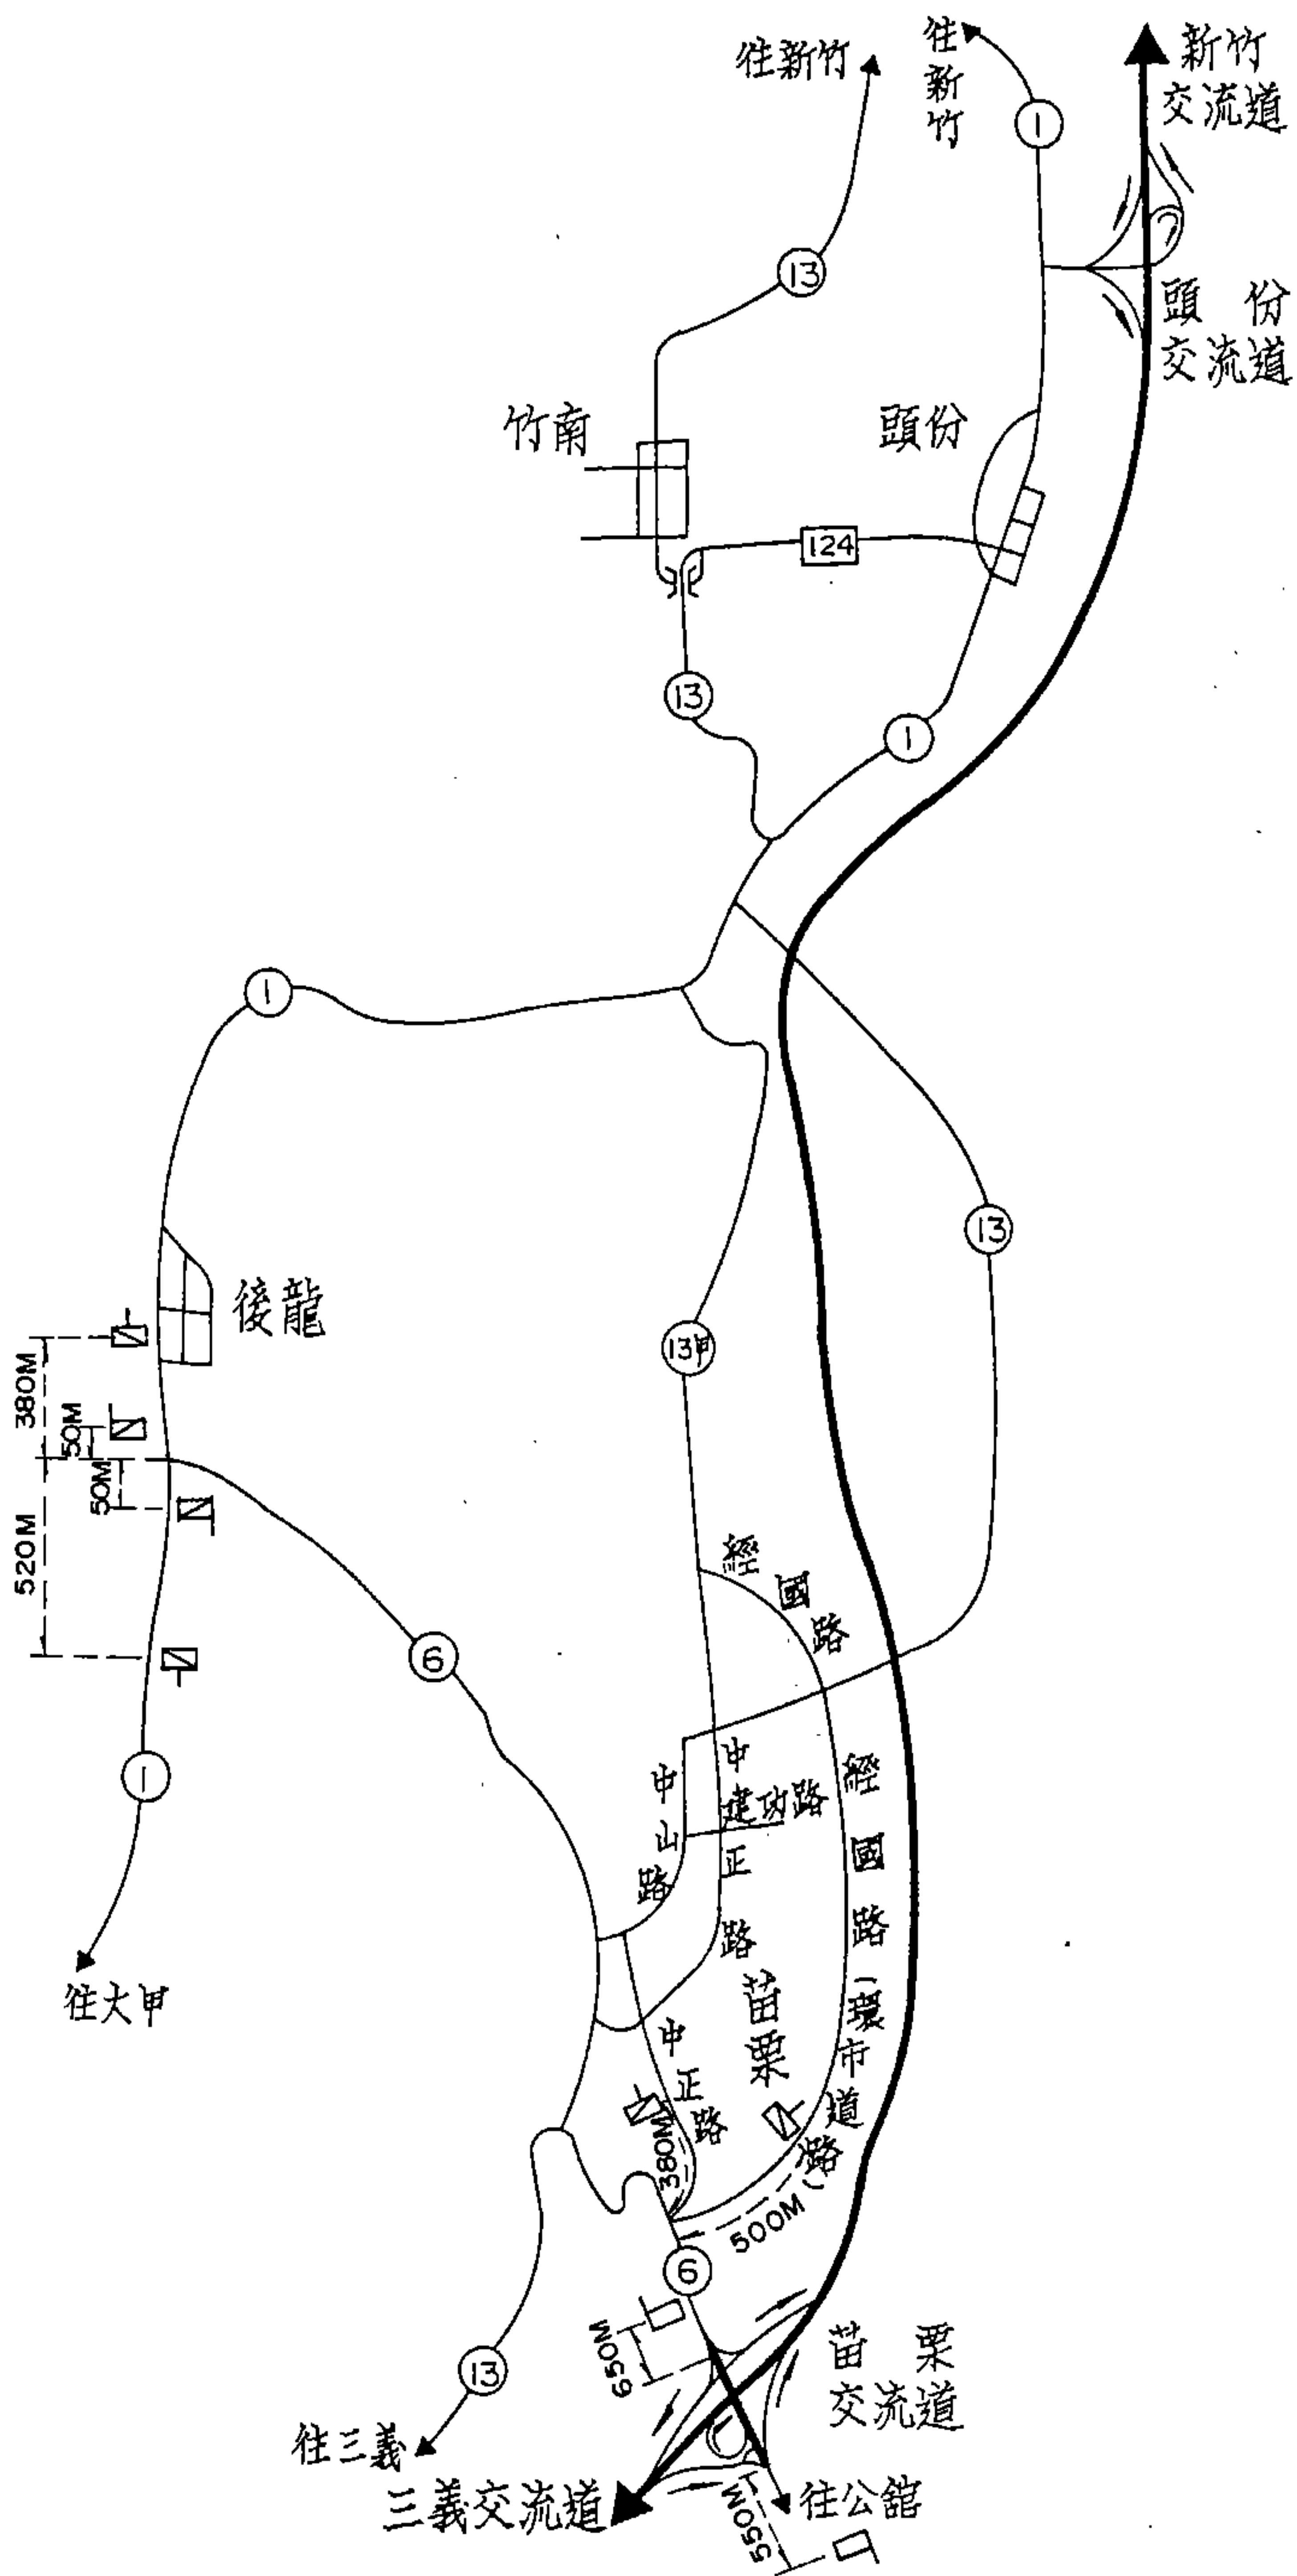 往新竹
往新竹
新竹
交流道
1
13
頭份
交流道
竹南
頭份
124
13
1
1
13
後龍
380M
50M
13甲
50M
520M
經國路
6
1
中山路
中正路
建功路
經國路(環市道路)
往大甲
苗栗
中正路
380M
500M
6
650M
苗栗
交流道
13
往三義
三義交流道
往公館
550M